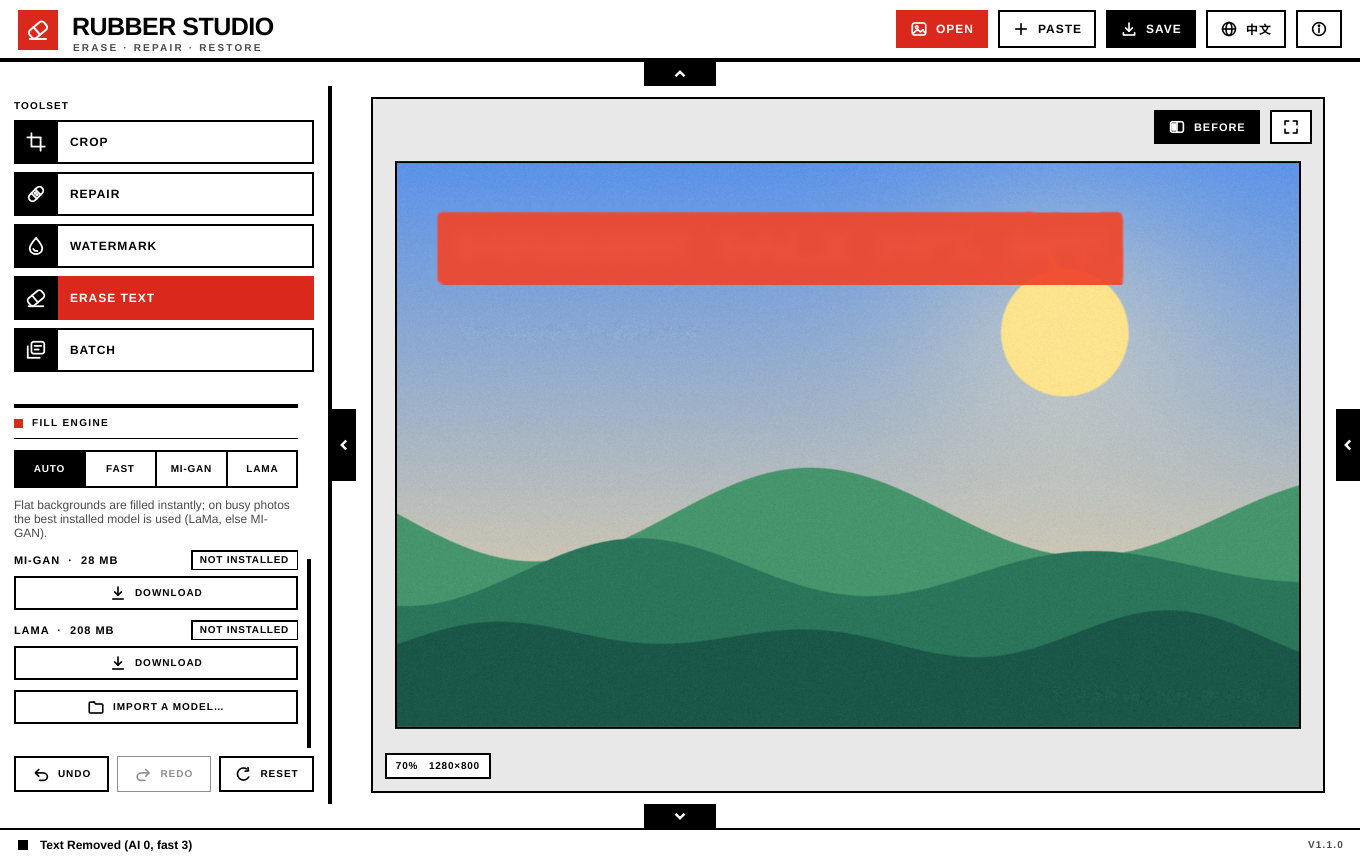 RUBBER STUDIO
ERASE · REPAIR · RESTORE
OPEN
PASTE
SAVE
中文
TOOLSET
CROP
REPAIR
WATERMARK
ERASE TEXT
BATCH
FILL ENGINE
AUTO
FAST
MI-GAN
LAMA
Flat backgrounds are filled instantly; on busy photos
the best installed model is used (LaMa, else MI-
GAN).
MI-GAN · 28 MB
NOT INSTALLED
DOWNLOAD
LAMA · 208 MB
NOT INSTALLED
DOWNLOAD
IMPORT A MODEL...
UNDO
REDO
RESET
BEFORE
70% 1280×800
Text Removed (AI 0, fast 3)
V1.1.0